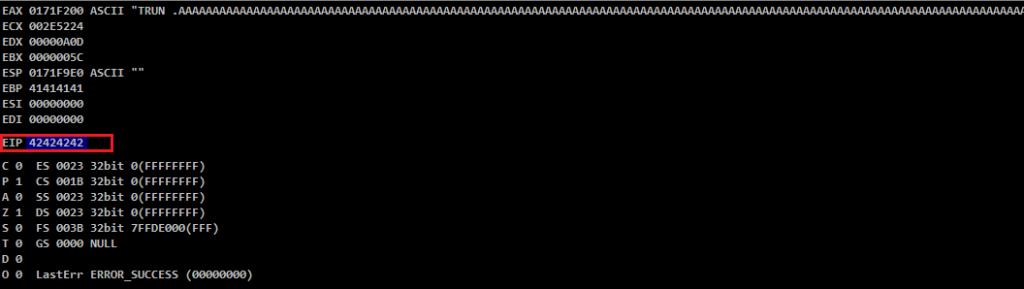 EAX 0171F200 ASCII "TRUN .AAAAAAAAAAAAAAAAAAAAAAAAAAAAAAAAAAAAAAAAAAAAAAAAAAAAAAAAAAAAAAAAAAAAAAAAAAAAAAAAAAAAAAAAAAAAAAAAAAAAAAAAAAAAAAAAAAAAAAAAAAAA
ECX 002E5224
EDX 00000A0D
EBX 0000005C
ESP 0171F9E0 ASCII ""
EBP 41414141
ESI 00000000
EDI 00000000
EIP 42424242
C 0 ES 0023 32bit 0(FFFFFFFF)
P 1 CS 001B 32bit 0(FFFFFFFF)
A 0 SS 0023 32bit 0(FFFFFFFF)
Z 1 DS 0023 32bit 0(FFFFFFFF)
S 0 FS 003B 32bit 7FFDE000(FFF)
T 0 GS 0000 NULL
D 0
O 0 LastErr ERROR_SUCCESS (00000000)